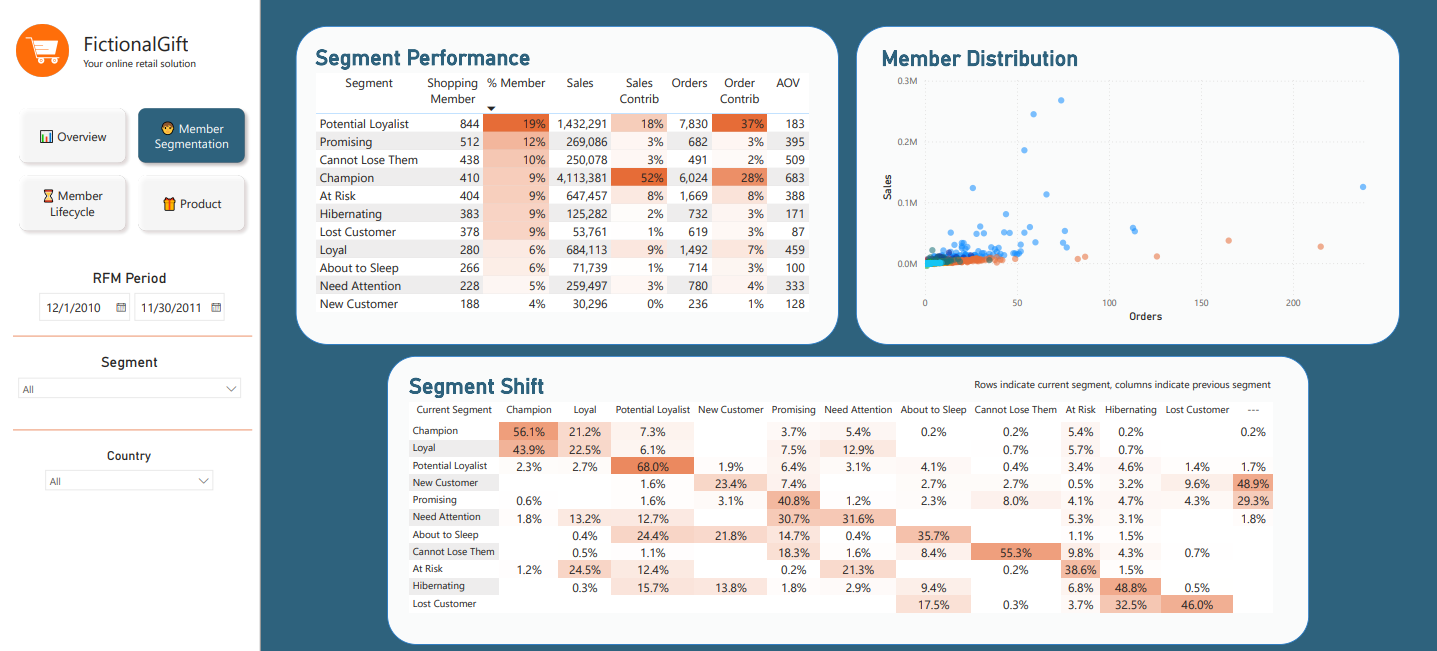 FictionalGift
Your online retail solution
Overview
Member
Segmentation
Member
Lifecycle
Product
RFM Period
12/1/2010 11/30/2011
Segment
All
Country
All
Segment Performance
Segment Shopping Member % Member Sales Sales Contrib Orders Order Contrib AOV
Potential Loyalist 844 19% 1,432,291 18% 7,830 37% 183
Promising 512 12% 269,086 3% 682 3% 395
Cannot Lose Them 438 10% 250,078 3% 491 2% 509
Champion 410 9% 4,113,381 52% 6,024 28% 683
At Risk 404 9% 647,457 8% 1,669 8% 388
Hibernating 383 9% 125,282 2% 732 3% 171
Lost Customer 378 9% 53,761 1% 619 3% 87
Loyal 280 6% 684,113 9% 1,492 7% 459
About to Sleep 266 6% 71,739 1% 714 3% 100
Need Attention 228 5% 259,497 3% 780 4% 333
New Customer 188 4% 30,296 0% 236 1% 128
Member Distribution
0.3M
0.2M
0.1M
0.0M
Sales
0 50 100 150 200
Orders
Segment Shift
Rows indicate current segment, columns indicate previous segment
Current Segment Champion Loyal Potential Loyalist New Customer Promising Need Attention About to Sleep Cannot Lose Them At Risk Hibernating Lost Customer ---
Champion 56.1% 21.2% 7.3% 3.7% 5.4% 0.2% 0.2% 5.4% 0.2% 0.2%
Loyal 43.9% 22.5% 6.1% 7.5% 12.9% 0.7% 5.7% 0.7%
Potential Loyalist 2.3% 2.7% 68.0% 1.9% 6.4% 3.1% 4.1% 0.4% 3.4% 4.6% 1.4% 1.7%
New Customer 1.6% 23.4% 7.4% 2.7% 2.7% 0.5% 3.2% 9.6% 48.9%
Promising 0.6% 1.6% 3.1% 40.8% 1.2% 2.3% 8.0% 4.1% 4.7% 4.3% 29.3%
Need Attention 1.8% 13.2% 12.7% 30.7% 31.6% 5.3% 3.1% 1.8%
About to Sleep 0.4% 24.4% 21.8% 14.7% 0.4% 35.7% 1.1% 1.5%
Cannot Lose Them 0.5% 1.1% 18.3% 1.6% 8.4% 55.3% 9.8% 4.3% 0.7%
At Risk 1.2% 24.5% 12.4% 0.2% 21.3% 0.2% 38.6% 1.5%
Hibernating 0.3% 15.7% 13.8% 1.8% 2.9% 9.4% 6.8% 48.8% 0.5%
Lost Customer 17.5% 0.3% 3.7% 32.5% 46.0%